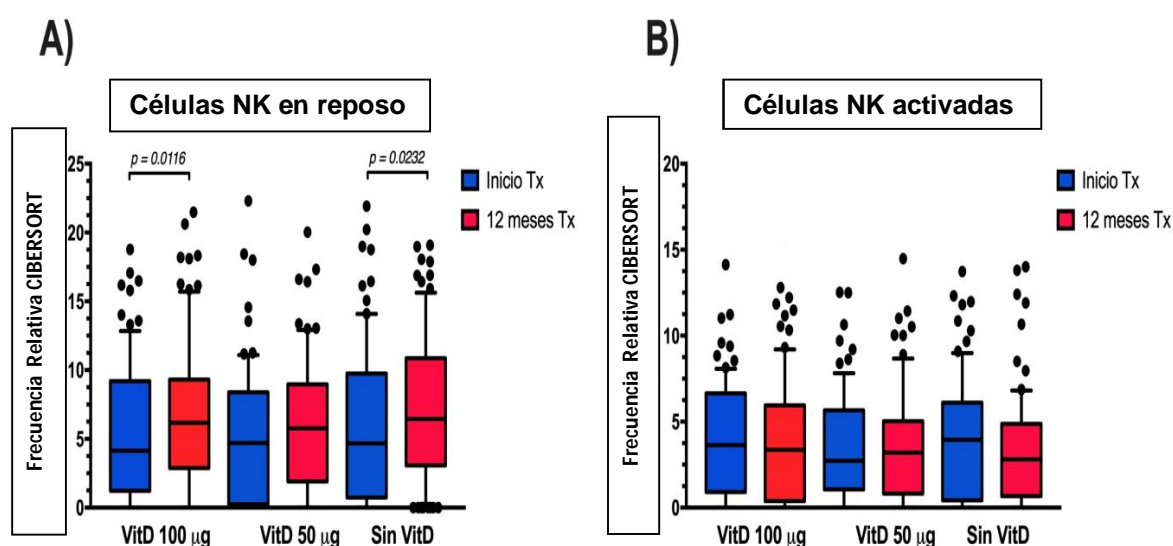 A)
Células NK en reposo
Frecuencia Relativa CIBERSORT
25
20
15
10
5
0
p = 0.0116
p = 0.0232
Inicio Tx
12 meses Tx
VitD 100 µg
VitD 50 µg
Sin VitD
B)
Células NK activadas
Frecuencia Relativa CIBERSORT
20
15
10
5
0
Inicio Tx
12 meses Tx
VitD 100 µg
VitD 50 µg
Sin VitD